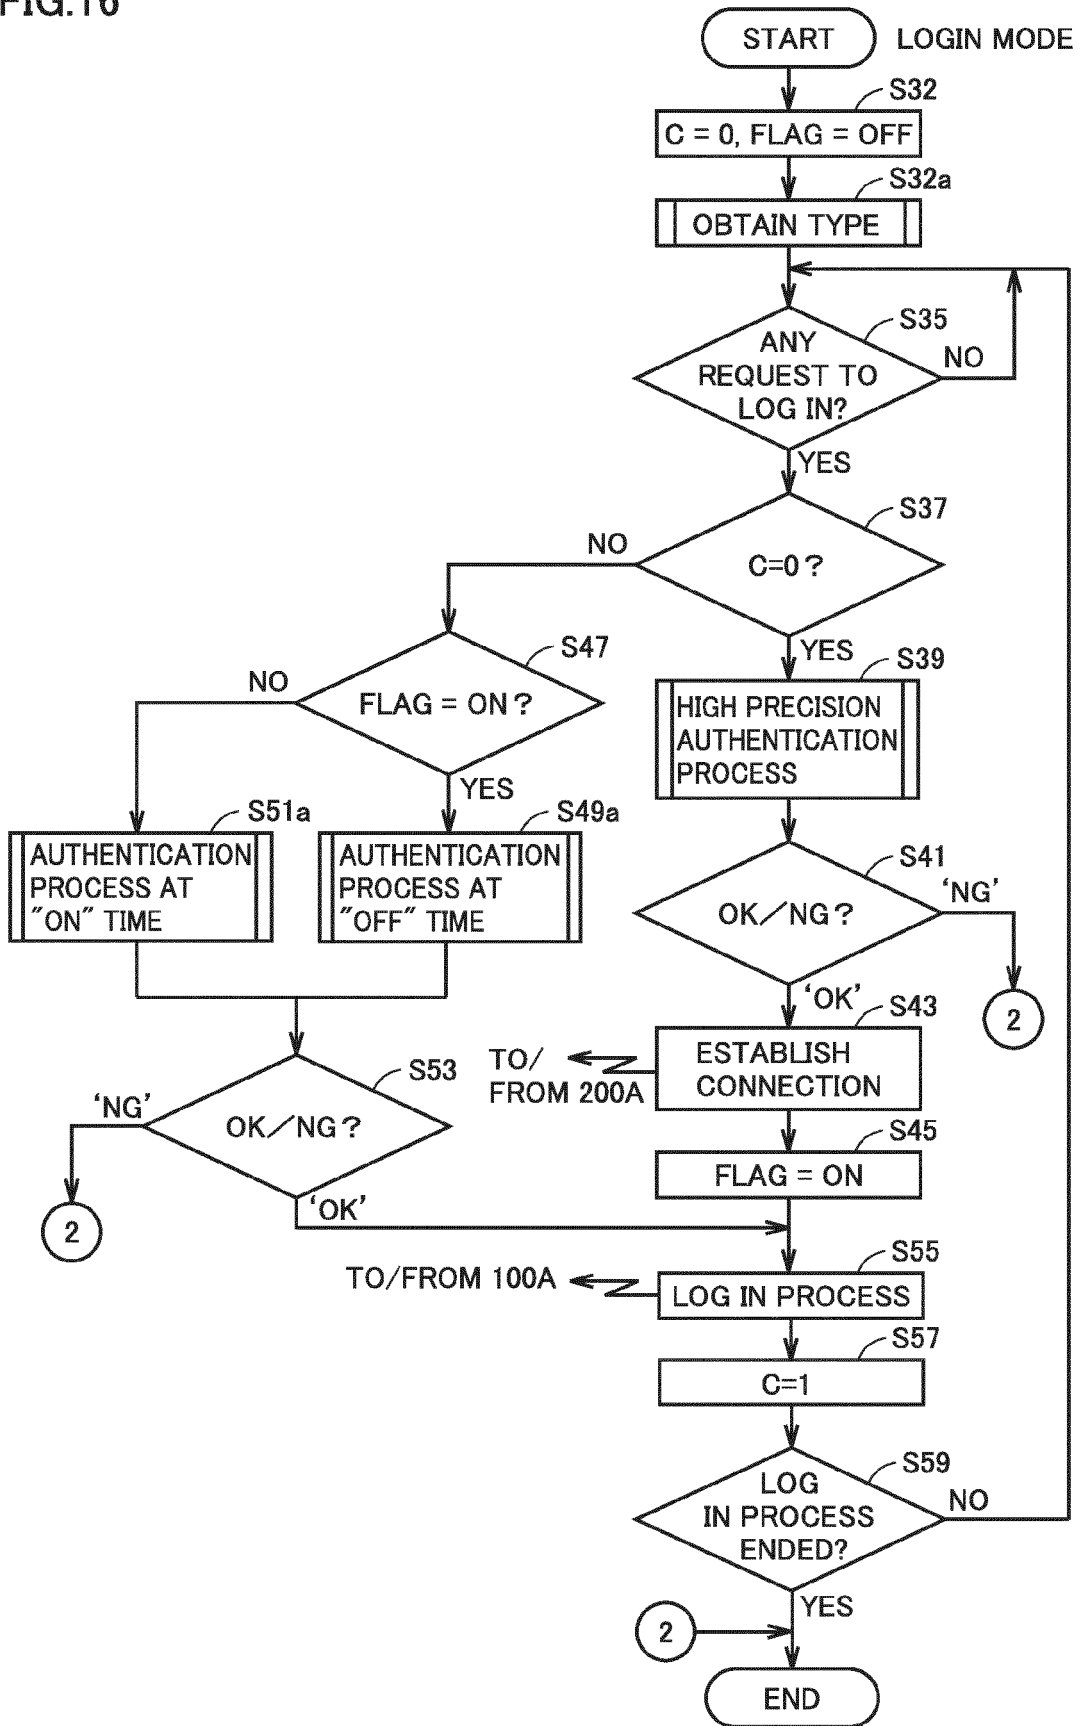 FIG.16
START
LOGIN MODE
S32
C = 0, FLAG = OFF
S32a
OBTAIN TYPE
S35
ANY
REQUEST TO
LOG IN?
NO
YES
S37
C=0?
NO
YES
S47
FLAG = ON?
NO
YES
S39
HIGH PRECISION
AUTHENTICATION
PROCESS
S51a
AUTHENTICATION
PROCESS AT
"ON" TIME
S49a
AUTHENTICATION
PROCESS AT
"OFF" TIME
S41
OK/NG?
'NG'
2
'OK'
S43
ESTABLISH
CONNECTION
TO/
FROM 200A
S53
OK/NG?
'NG'
2
'OK'
S45
FLAG = ON
S55
LOG IN PROCESS
TO/FROM 100A
S57
C=1
S59
LOG
IN PROCESS
ENDED?
NO
YES
2
END